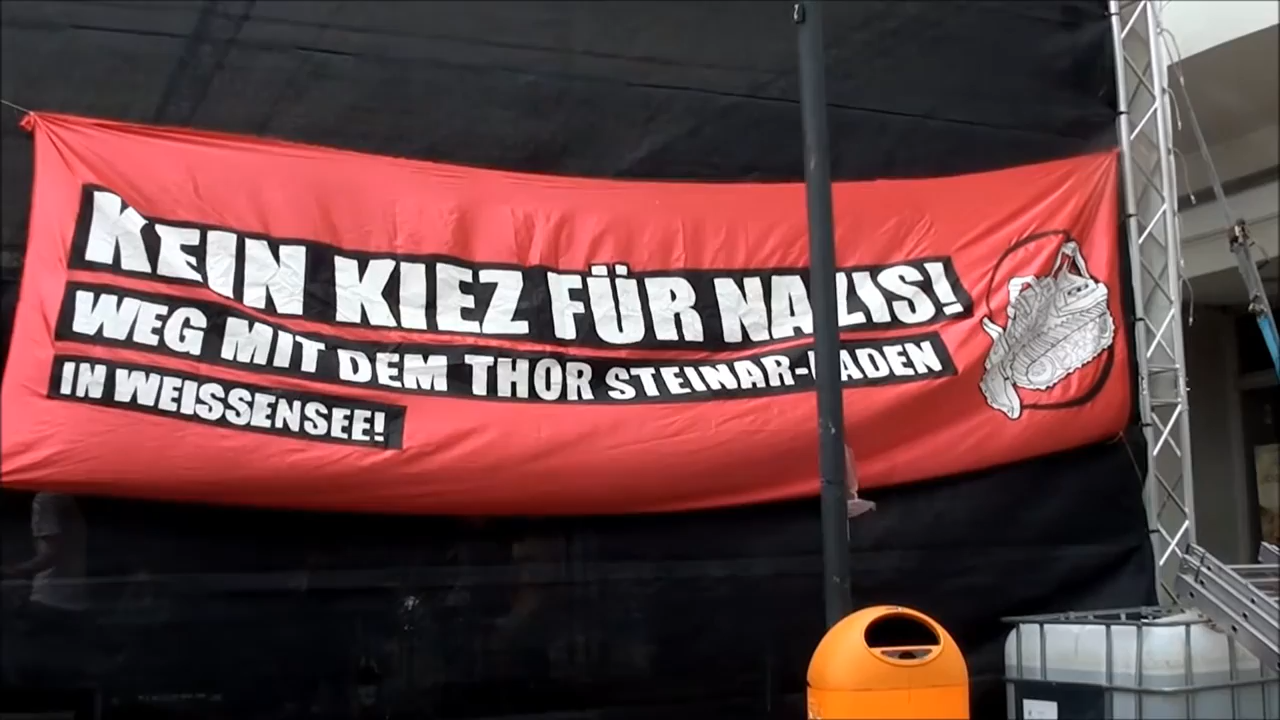 KEIN KIEZ FÜR NAZIS!
WEG MIT DEM THOR STEINAR-LADEN
IN WEISSENSEE!